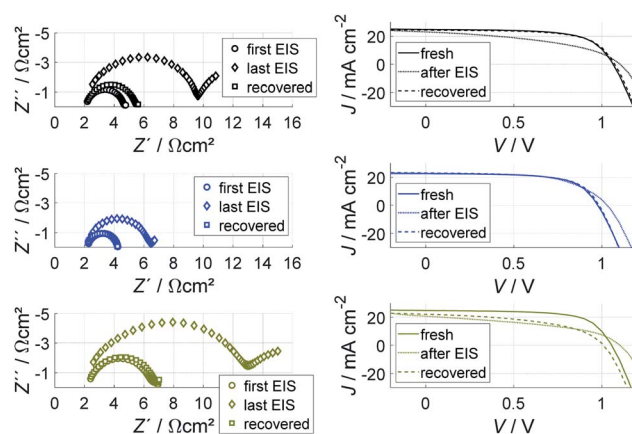 -5
-3
-1
Z´´ / Ωcm²
first EIS
last EIS
recovered
0 2 4 6 8 10 12 14 16
Z´ / Ωcm²
20
0
-20
J / mA cm⁻²
fresh
after EIS
recovered
0 0.5 1
V / V
-5
-3
-1
Z´´ / Ωcm²
first EIS
last EIS
recovered
0 2 4 6 8 10 12 14 16
Z´ / Ωcm²
20
0
-20
J / mA cm⁻²
fresh
after EIS
recovered
0 0.5 1
V / V
-5
-3
-1
Z´´ / Ωcm²
first EIS
last EIS
recovered
0 2 4 6 8 10 12 14 16
Z´ / Ωcm²
20
0
-20
J / mA cm⁻²
fresh
after EIS
recovered
0 0.5 1
V / V